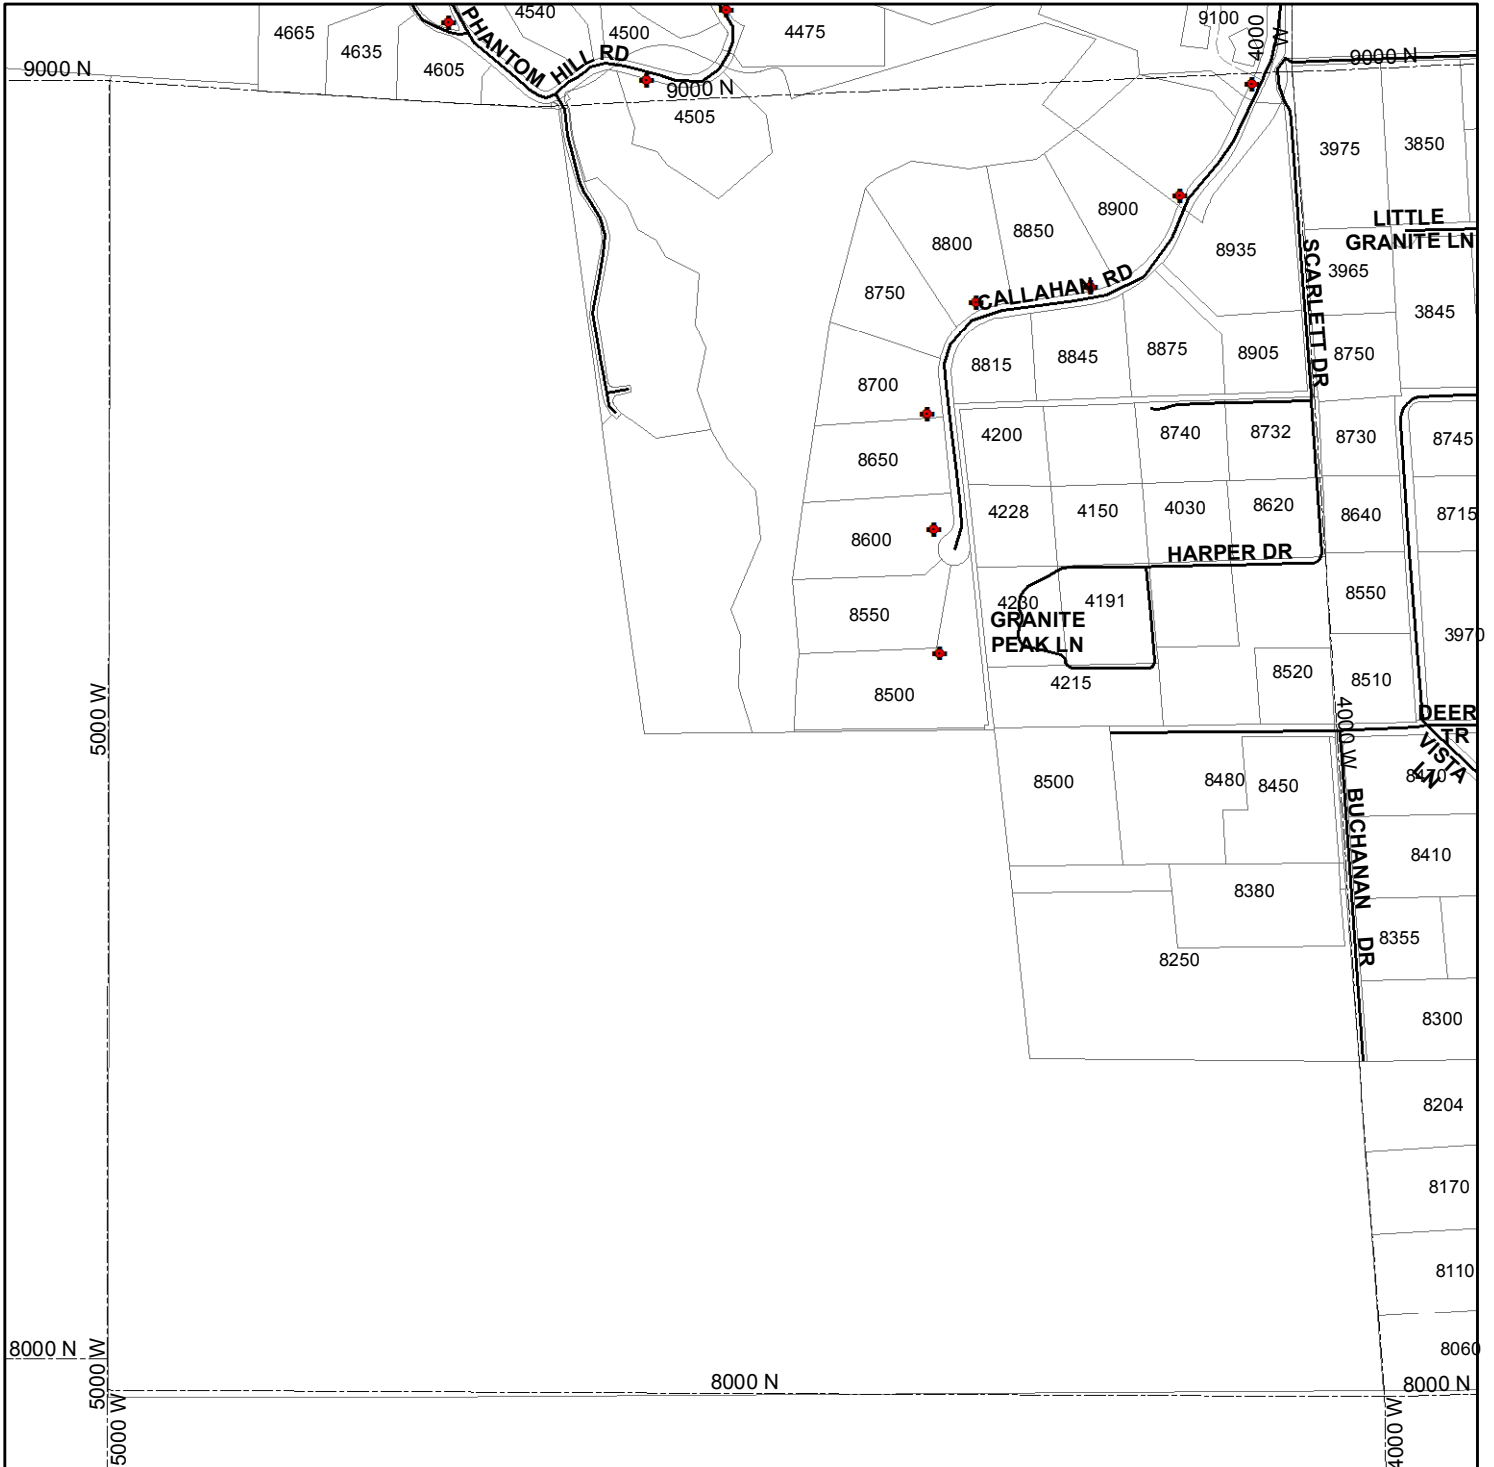 4665
4635
4605
4540
4500
4475
9100
4000 W
9000 N
PHANTOM HILL RD
9000 N
9000 N
4505
3975
3850
8900
8850
8800
8935
LITTLE
GRANITE LN
3965
SCARLETT DR
8750
CALLAHAN RD
3845
8815
8845
8875
8905
8750
8700
4200
8740
8732
8730
8745
8650
4228
4150
4030
8620
8640
8715
8600
HARPER DR
8550
4230
4191
8550
GRANITE
PEAK LN
3970
8500
4215
8520
8510
5000 W
4000 W
DEER
TR
VISTA
LN
8500
8480
8450
8470
BUCHANAN DR
8410
8380
8355
8250
8300
8204
8170
8110
8060
8000 N
5000 W
8000 N
8000 N
5000 W
4000 W